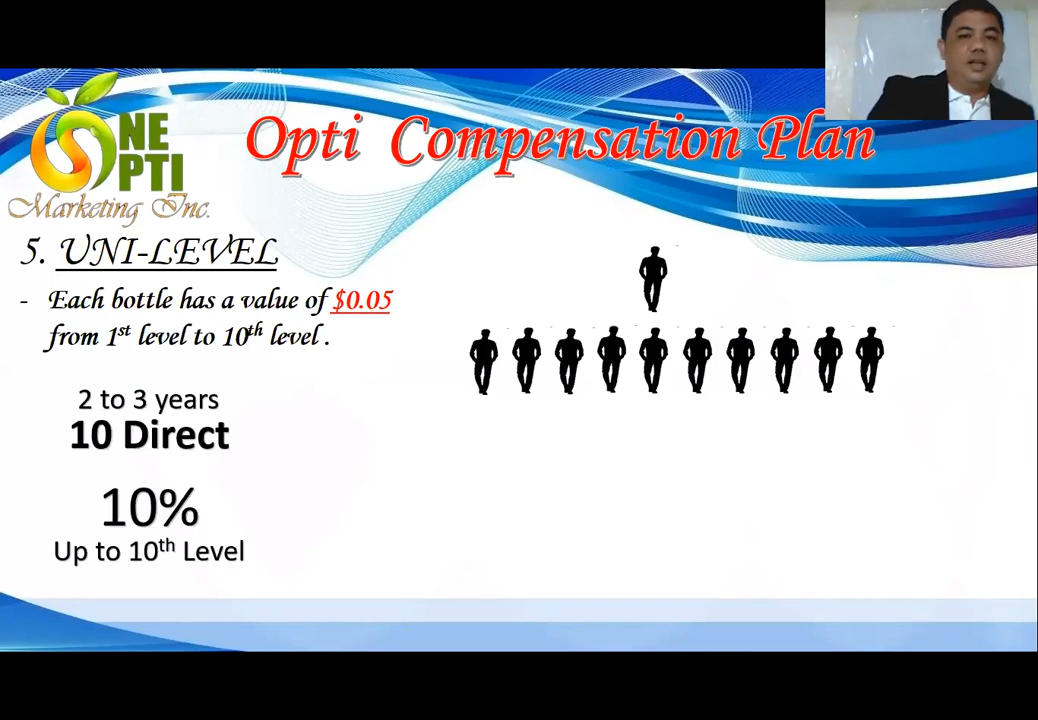 NE
PTI
Marketing Inc.
Opti Compensation Plan
5. UNI-LEVEL
- Each bottle has a value of $0.05
from 1st level to 10th level .
2 to 3 years
10 Direct
10%
Up to 10th Level